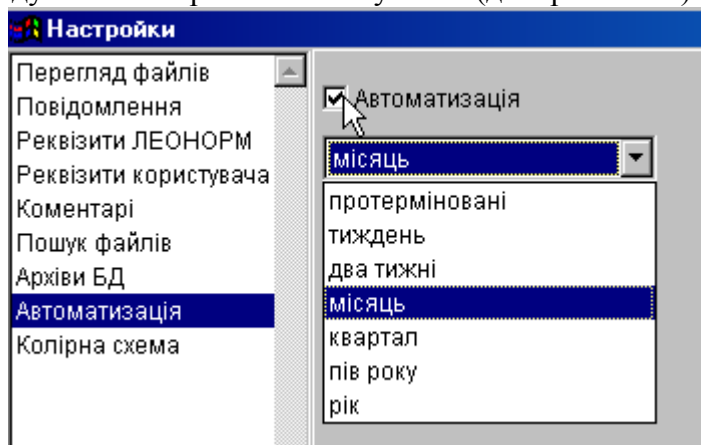 Настройки
Перегляд файлів
Повідомлення
Реквізити ЛЕОНОРМ
Реквізити користувача
Коментарі
Пошук файлів
Архіви БД
Автоматизація
Колірна схема
Автоматизація
місяць
протерміновані
тиждень
два тижні
місяць
квартал
пів року
рік